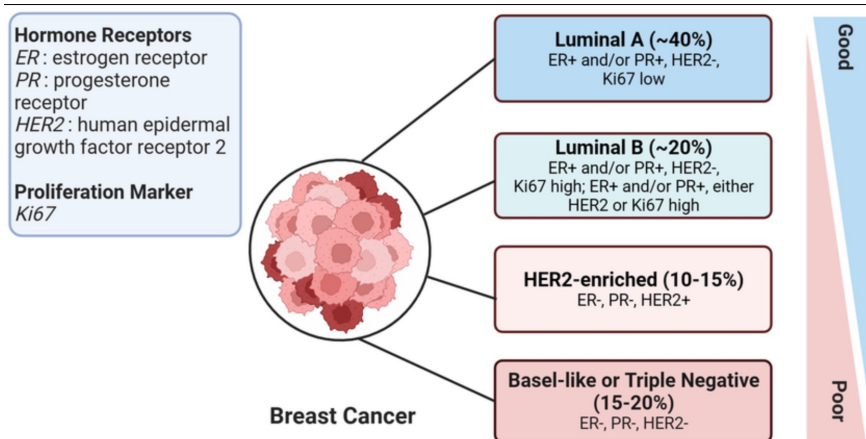 Hormone Receptors
ER : estrogen receptor
PR : progesterone
receptor
HER2 : human epidermal
growth factor receptor 2
Proliferation Marker
Ki67
Breast Cancer
Luminal A (~40%)
ER+ and/or PR+, HER2-,
Ki67 low
Luminal B (~20%)
ER+ and/or PR+, HER2-,
Ki67 high; ER+ and/or PR+, either
HER2 or Ki67 high
HER2-enriched (10-15%)
ER-, PR-, HER2+
Basel-like or Triple Negative
(15-20%)
ER-, PR-, HER2-
Good
Poor